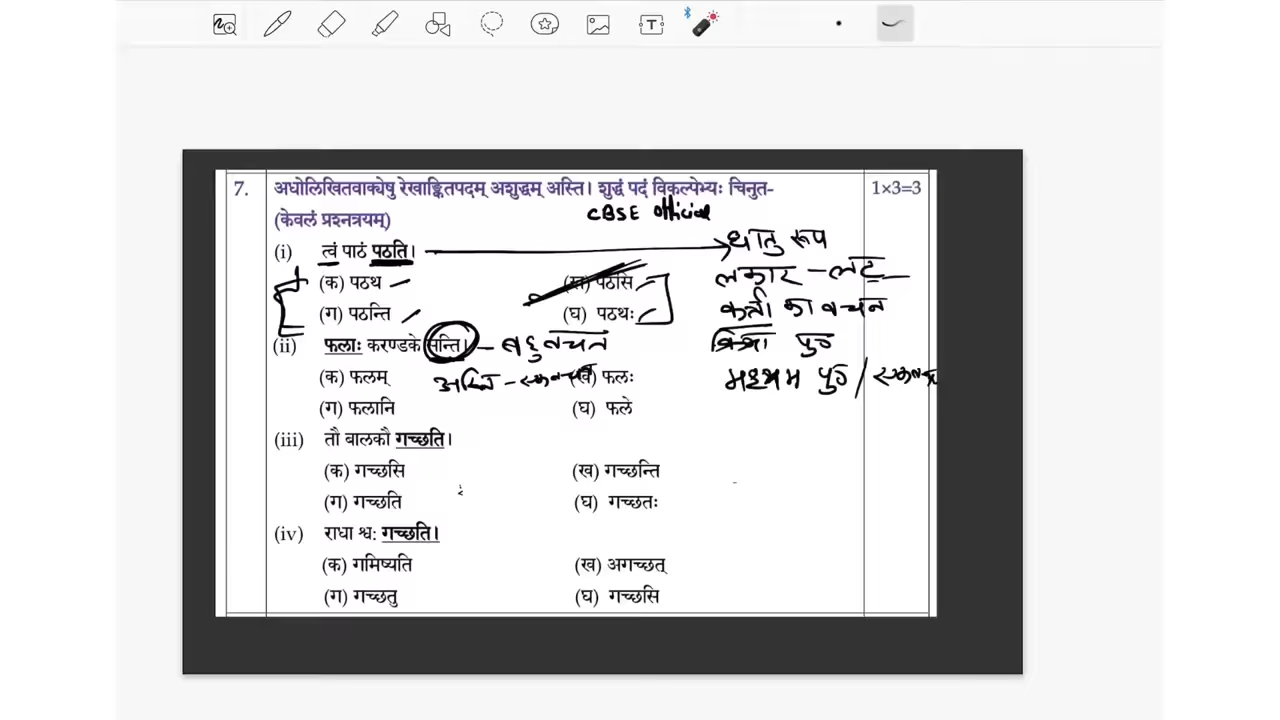 7. अधोलिखितवाक्येषु रेखाङ्कितपदम् अशुद्धम् अस्ति। शुद्धं पदं विकल्पेभ्यः चिनुत- 1×3=3
(केवलं प्रश्नत्रयम्) CBSE official
(i) त्वं पाठं पठति। धातु रूप
(क) पठथ (ख) पठसि लकार - लट्
(ग) पठन्ति (घ) पठथः कर्ता का वचन
(ii) फलाः करण्डके सन्ति। - बहुवचन
(क) फलम् (ख) फलः मध्यम पु० /
(ग) फलानि (घ) फले
(iii) तौ बालकौ गच्छति।
(क) गच्छसि (ख) गच्छन्ति
(ग) गच्छति (घ) गच्छतः
(iv) राधा श्वः गच्छति।
(क) गमिष्यति (ख) अगच्छत्
(ग) गच्छतु (घ) गच्छसि